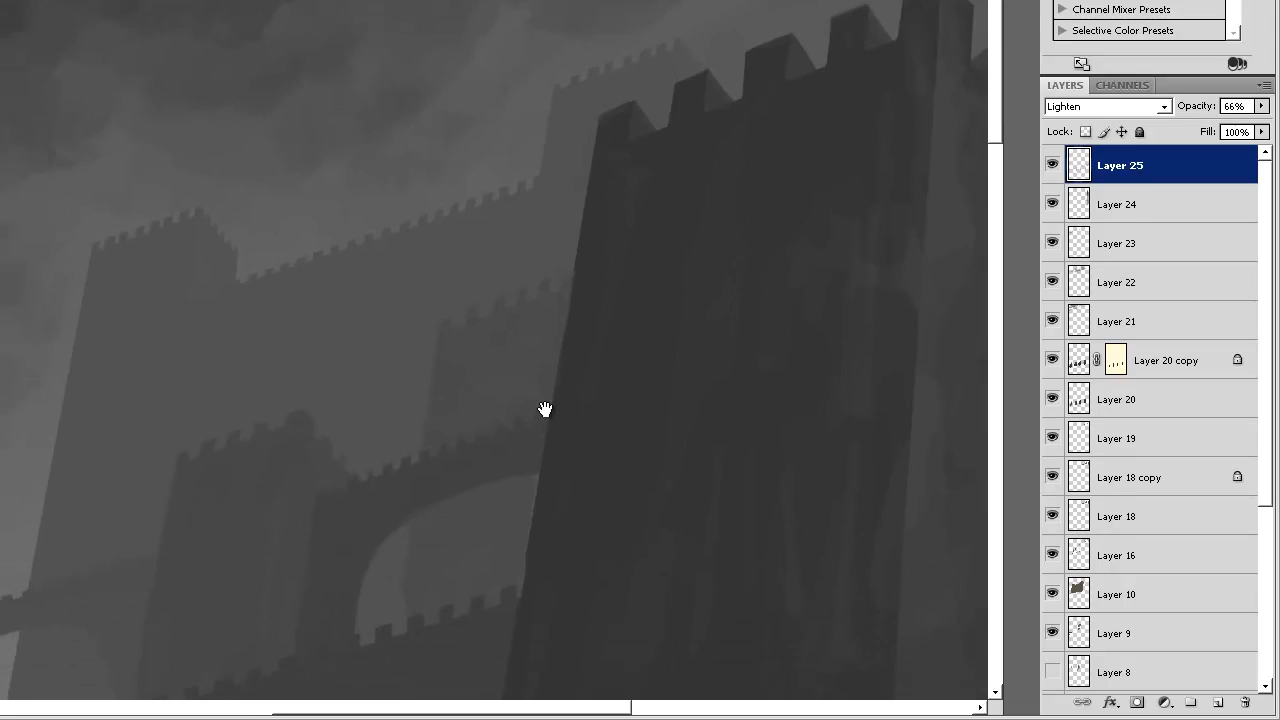 Channel Mixer Presets
Selective Color Presets
LAYERS CHANNELS
Lighten Opacity: 66%
Lock: Fill: 100%
Layer 25
Layer 24
Layer 23
Layer 22
Layer 21
Layer 20 copy
Layer 20
Layer 19
Layer 18 copy
Layer 18
Layer 16
Layer 10
Layer 9
Layer 8
fx.